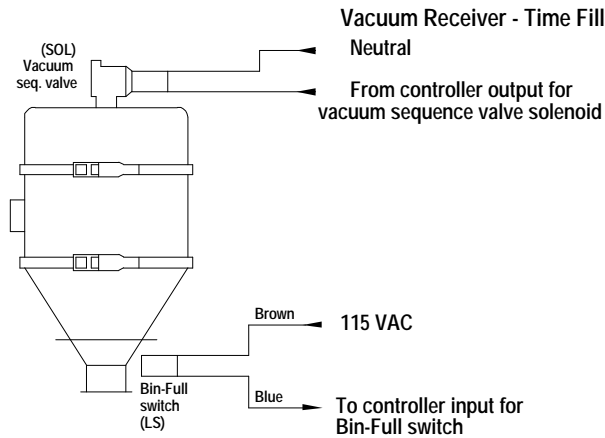 Vacuum Receiver - Time Fill
(SOL)
Vacuum
seq. valve
Neutral
From controller output for
vacuum sequence valve solenoid
Brown
115 VAC
Bin-Full
switch
(LS)
Blue
To controller input for
Bin-Full switch